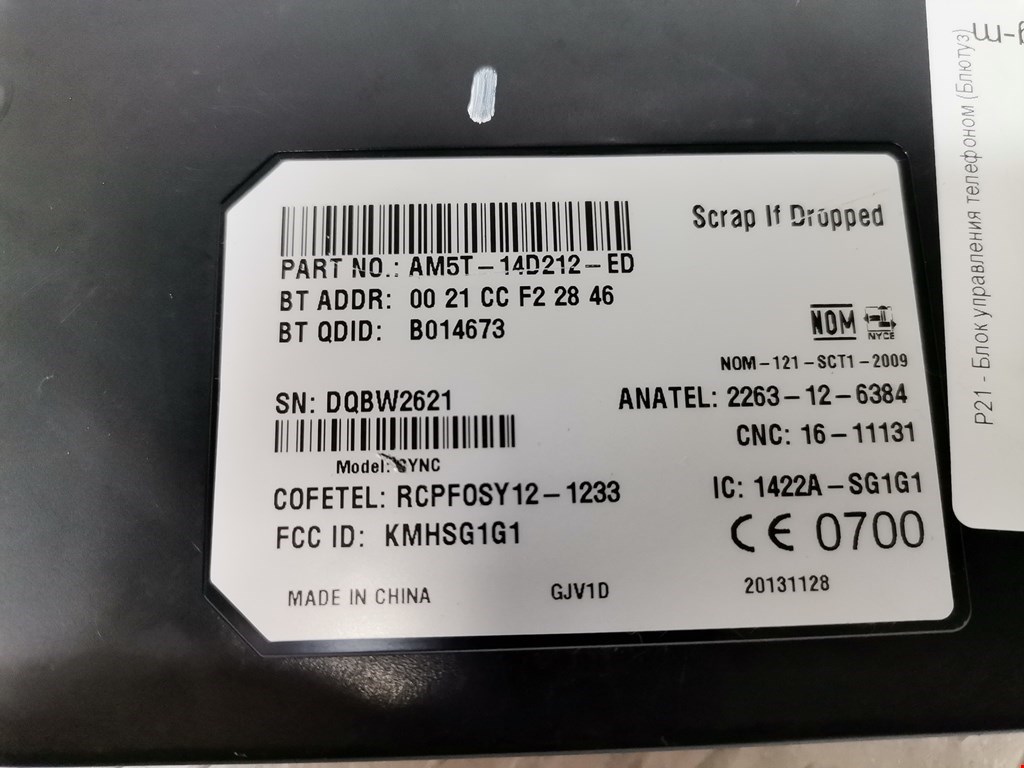 Scrap If Dropped
PART NO.: AM5T-14D212-ED
BT ADDR: 00 21 CC F2 28 46
BT QDID: B014673
NOM
NYCE
NOM-121-SCT1-2009
SN: DQBW2621
ANATEL: 2263-12-6384
CNC: 16-11131
Model: SYNC
COFETEL: RCPFOSY12-1233
IC: 1422A-SG1G1
FCC ID: KMHSG1G1
CE 0700
MADE IN CHINA
GJV1D
20131128
P21 - Блок управления телефоном (Блютуз)